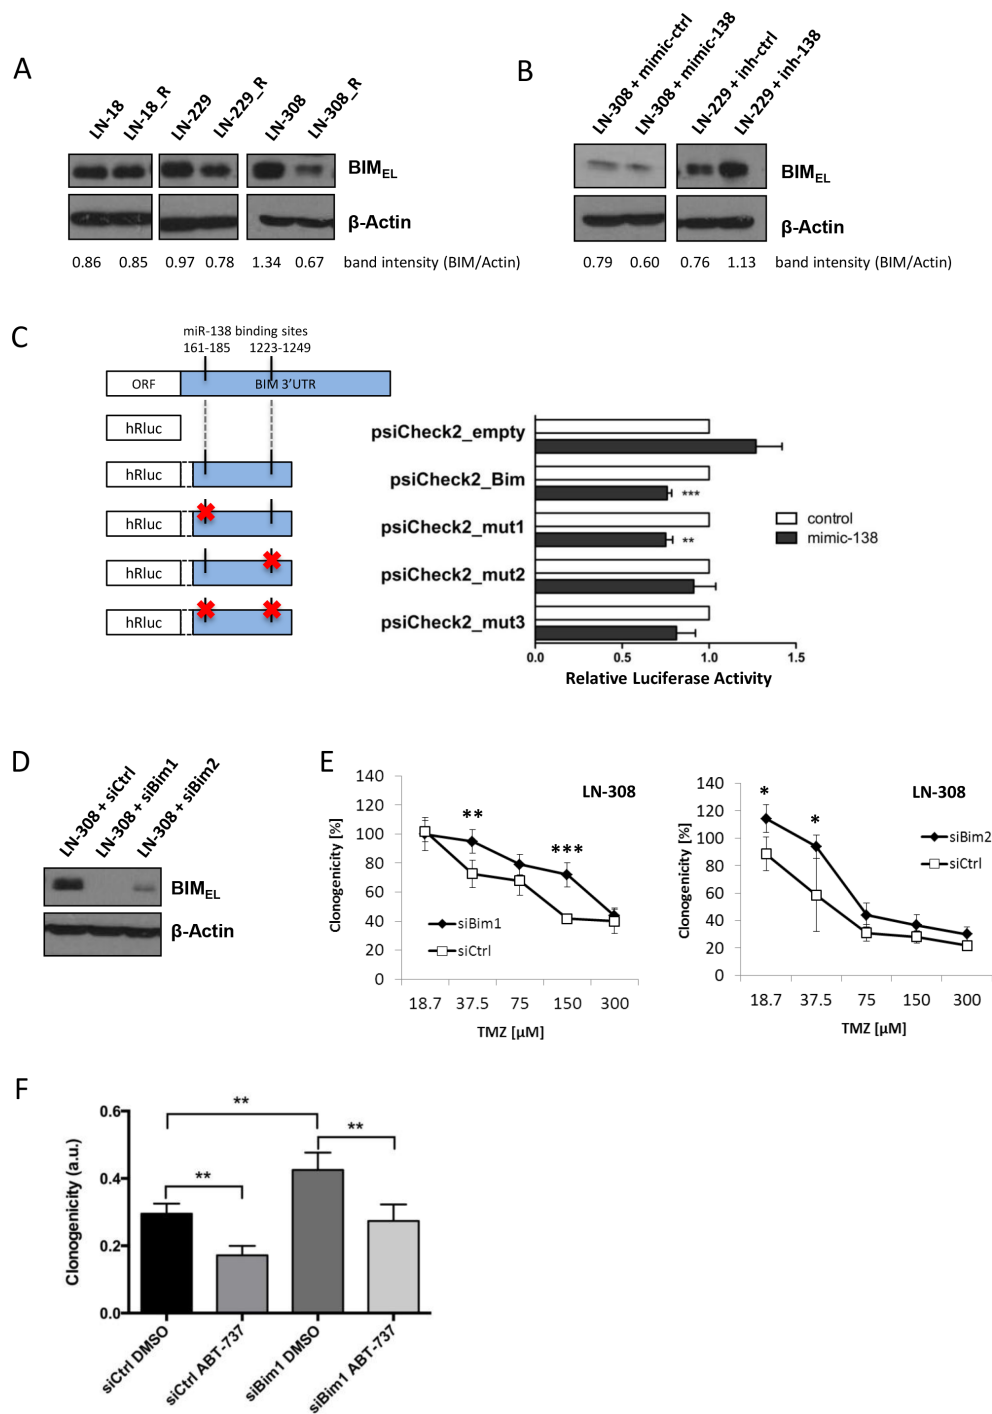 A
LN-18
LN-18_R
LN-229
LN-229_R
LN-308
LN-308_R
BIMEL
β-Actin
0.86 0.85 0.97 0.78 1.34 0.67 band intensity (BIM/Actin)
B
LN-308 + mimic-ctrl
LN-308 + mimic-138
LN-229 + inh-ctrl
LN-229 + inh-138
BIMEL
β-Actin
0.79 0.60 0.76 1.13 band intensity (BIM/Actin)
C
miR-138 binding sites
161-185 1223-1249
ORF BIM 3'UTR
hRluc
hRluc
hRluc
hRluc
hRluc
psiCheck2_empty
psiCheck2_Bim
***
psiCheck2_mut1
**
psiCheck2_mut2
psiCheck2_mut3
control
mimic-138
0.0 0.5 1.0 1.5
Relative Luciferase Activity
D
LN-308 + siCtrl
LN-308 + siBim1
LN-308 + siBim2
BIMEL
β-Actin
E
LN-308
Clonogenicity [%]
140
120
100
80
60
40
20
0
**
***
siBim1
siCtrl
18.7 37.5 75 150 300
TMZ [µM]
LN-308
Clonogenicity [%]
140
120
100
80
60
40
20
0
*
*
siBim2
siCtrl
18.7 37.5 75 150 300
TMZ [µM]
F
Clonogenicity (a.u.)
0.6
0.4
0.2
0.0
**
**
**
siCtrl DMSO
siCtrl ABT-737
siBim1 DMSO
siBim1 ABT-737